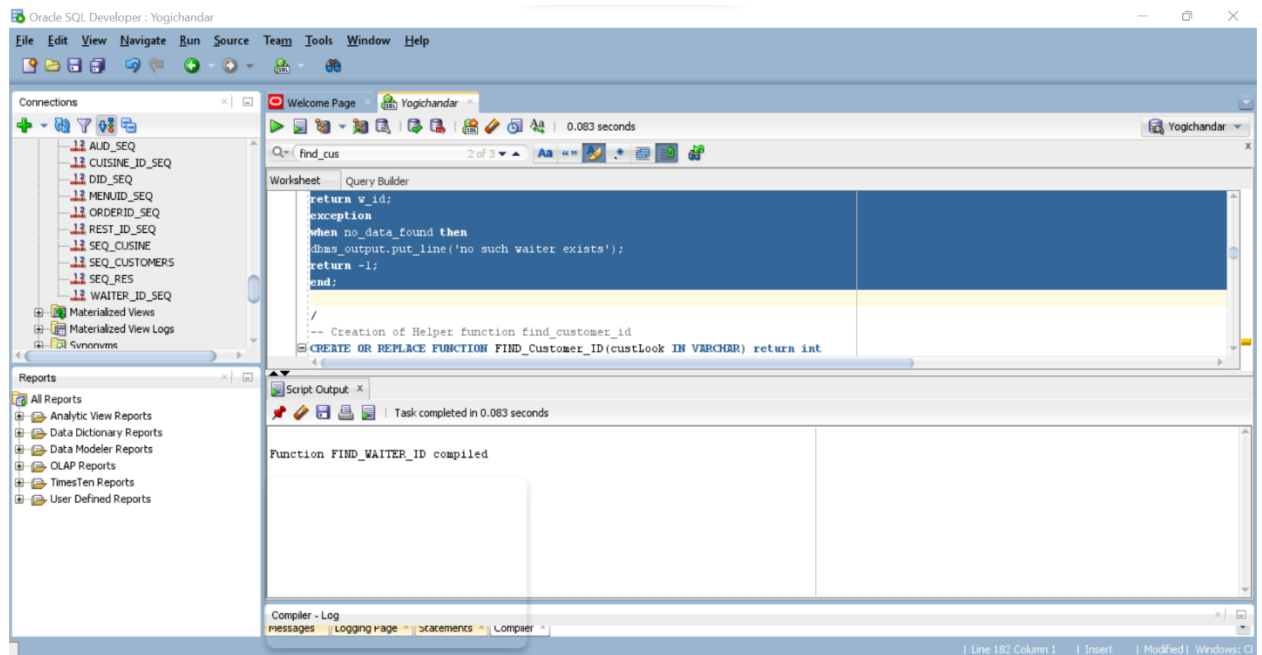 Oracle SQL Developer : Yogichandar
File Edit View Navigate Run Source Team Tools Window Help
Connections
AUD_SEQ
CUISINE_ID_SEQ
DID_SEQ
MENUID_SEQ
ORDERID_SEQ
REST_ID_SEQ
SEQ_CUSINE
SEQ_CUSTOMERS
SEQ_RES
WAITER_ID_SEQ
Materialized Views
Materialized View Logs
Synonyms
Reports
All Reports
Analytic View Reports
Data Dictionary Reports
Data Modeler Reports
OLAP Reports
TimesTen Reports
User Defined Reports
Welcome Page
Yogichandar
0.083 seconds
Yogichandar
find_cus
2 of 3
Worksheet Query Builder
return w_id;
exception
when no_data_found then
dbms_output.put_line('no such waiter exists');
return -1;
end;
/
-- Creation of Helper function find_customer_id
CREATE OR REPLACE FUNCTION FIND_Customer_ID(custLook IN VARCHAR) return int
Script Output
Task completed in 0.083 seconds
Function FIND_WAITER_ID compiled
Compiler - Log
Messages Logging Page Statements Compiler
Line 182 Column 1 | Insert | Modified | Windows: C